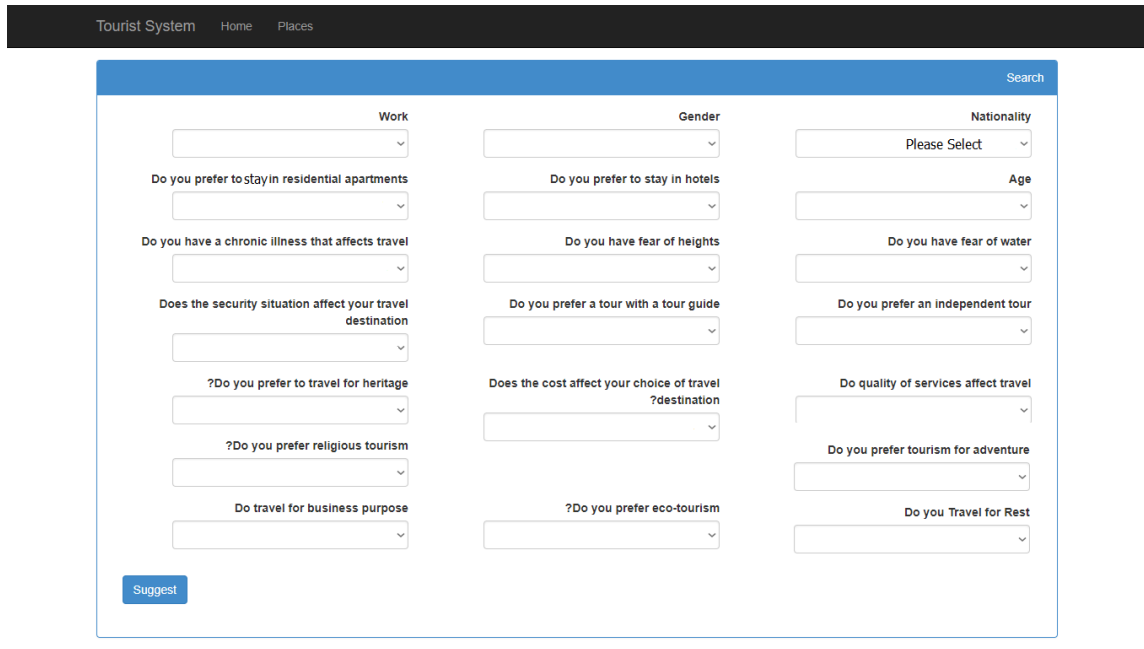 Tourist System Home Places
Search
Work Gender Nationality
Please Select
Do you prefer to stay in residential apartments Do you prefer to stay in hotels Age
Do you have a chronic illness that affects travel Do you have fear of heights Do you have fear of water
Does the security situation affect your travel
destination
Do you prefer a tour with a tour guide
Do you prefer an independent tour
?Do you prefer to travel for heritage
Does the cost affect your choice of travel
?destination
Do quality of services affect travel
?Do you prefer religious tourism
Do you prefer tourism for adventure
Do travel for business purpose ?Do you prefer eco-tourism Do you Travel for Rest
Suggest